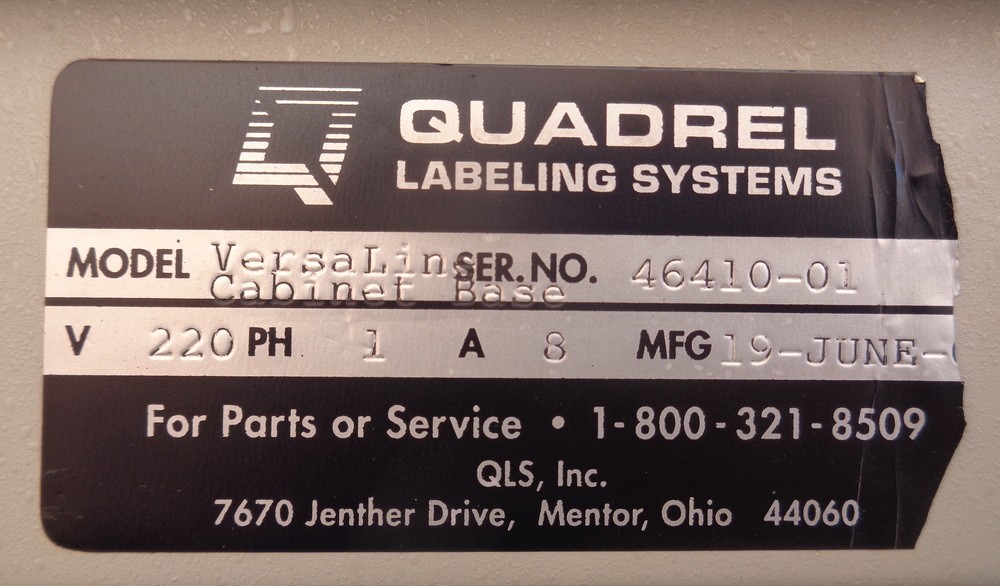 QUADREL
LABELING SYSTEMS
MODEL VersaLine SER. NO. 46410-01
Cabinet Base
V 220 PH 1 A 8 MFG 19-JUNE-
For Parts or Service • 1-800-321-8509
QLS, Inc.
7670 Jenther Drive, Mentor, Ohio 44060